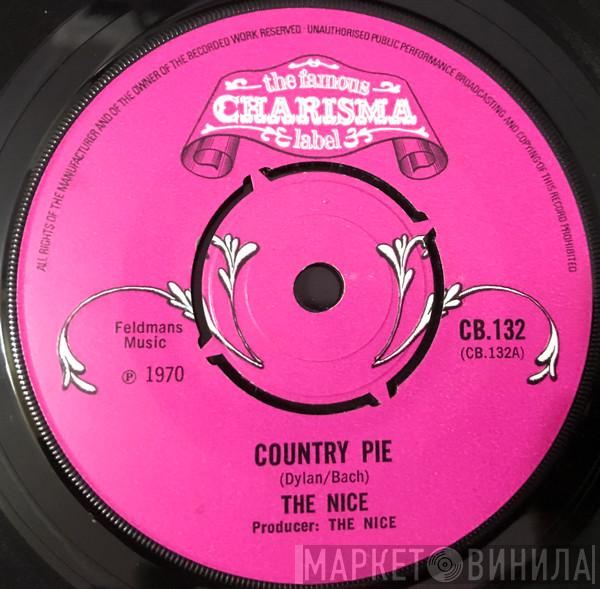 ALL RIGHTS OF THE MANUFACTURER AND OF THE OWNER OF THE RECORDED WORK RESERVED · UNAUTHORISED PUBLIC PERFORMANCE BROADCASTING AND COPYING OF THIS RECORD PROHIBITED
the famous
CHARISMA
label
Feldmans
Music
℗ 1970
CB.132
(CB.132A)
COUNTRY PIE
(Dylan/Bach)
THE NICE
Producer: THE NICE
МАРКЕТ ВИНИЛА